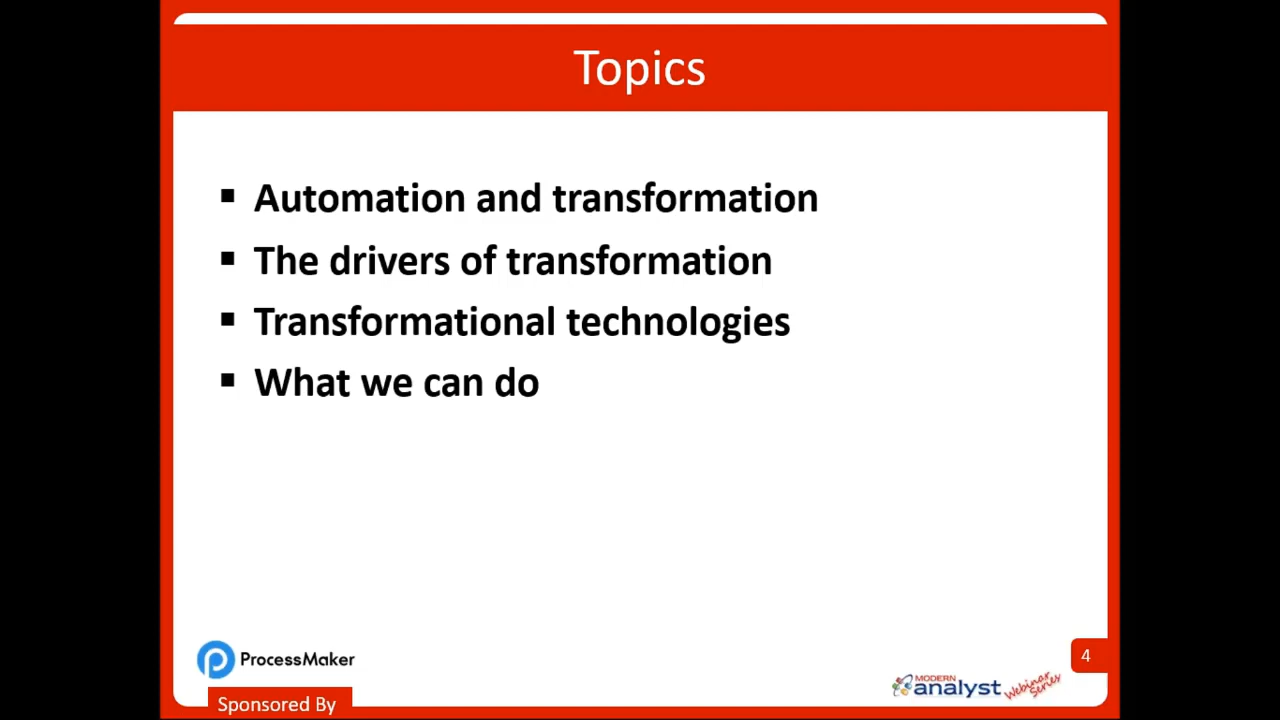 Topics
▪ Automation and transformation
▪ The drivers of transformation
▪ Transformational technologies
▪ What we can do
ProcessMaker
4
MODERN
analyst Webinar Series
Sponsored By